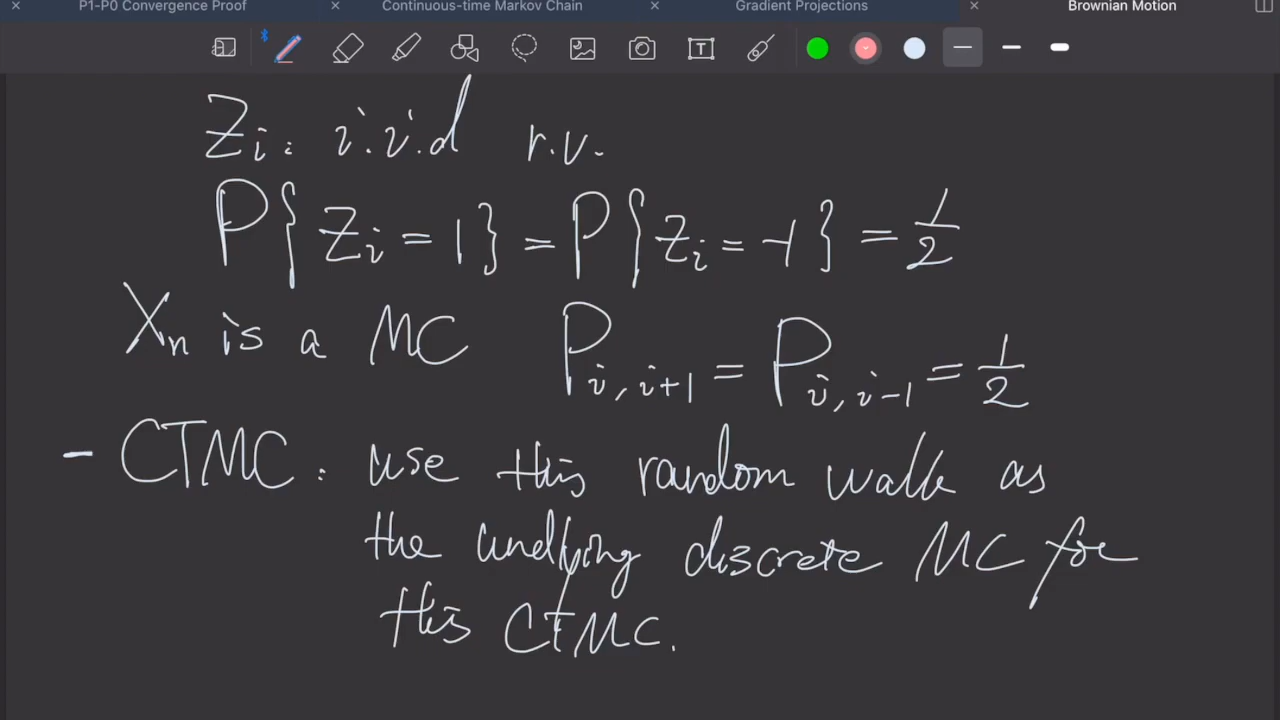 P1-P0 Convergence Proof Continuous-time Markov Chain Gradient Projections Brownian Motion
Zi: i.i.d r.v.
P{Zi = 1} = P{Zi = -1} = 1/2
Xn is a MC Pi,i+1 = Pi,i-1 = 1/2
- CTMC: use this random walk as
the undlying discrete MC for
this CTMC.